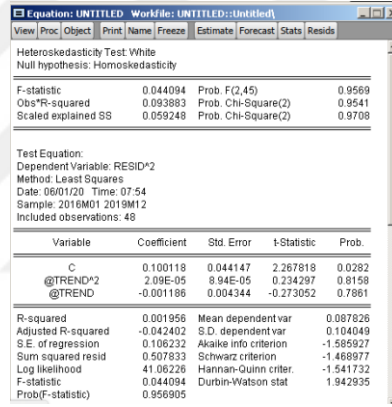 Equation: UNTITLED Workfile: UNTITLED::Untitled\
View Proc Object Print Name Freeze Estimate Forecast Stats Resids
Heteroskedasticity Test: White
Null hypothesis: Homoskedasticity
F-statistic 0.044094 Prob. F(2,45) 0.9569
Obs*R-squared 0.093883 Prob. Chi-Square(2) 0.9541
Scaled explained SS 0.059248 Prob. Chi-Square(2) 0.9708
Test Equation:
Dependent Variable: RESID^2
Method: Least Squares
Date: 06/01/20 Time: 07:54
Sample: 2016M01 2019M12
Included observations: 48
Variable Coefficient Std. Error t-Statistic Prob.
C 0.100118 0.044147 2.267818 0.0282
@TREND^2 2.09E-05 8.94E-05 0.234297 0.8158
@TREND -0.001186 0.004344 -0.273052 0.7861
R-squared 0.001956 Mean dependent var 0.087826
Adjusted R-squared -0.042402 S.D. dependent var 0.104049
S.E. of regression 0.106232 Akaike info criterion -1.585927
Sum squared resid 0.507833 Schwarz criterion -1.468977
Log likelihood 41.06226 Hannan-Quinn criter. -1.541732
F-statistic 0.044094 Durbin-Watson stat 1.942935
Prob(F-statistic) 0.956905